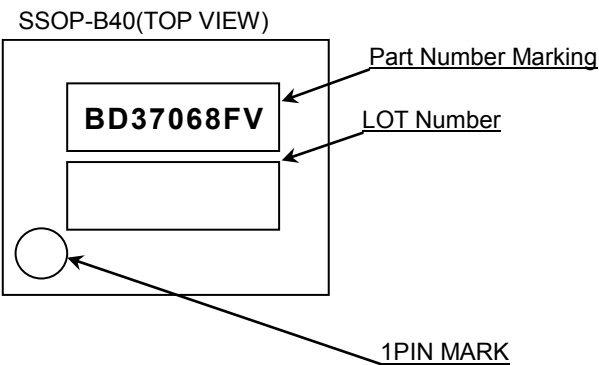 SSOP-B40(TOP VIEW)
Part Number Marking
BD37068FV
LOT Number
1PIN MARK